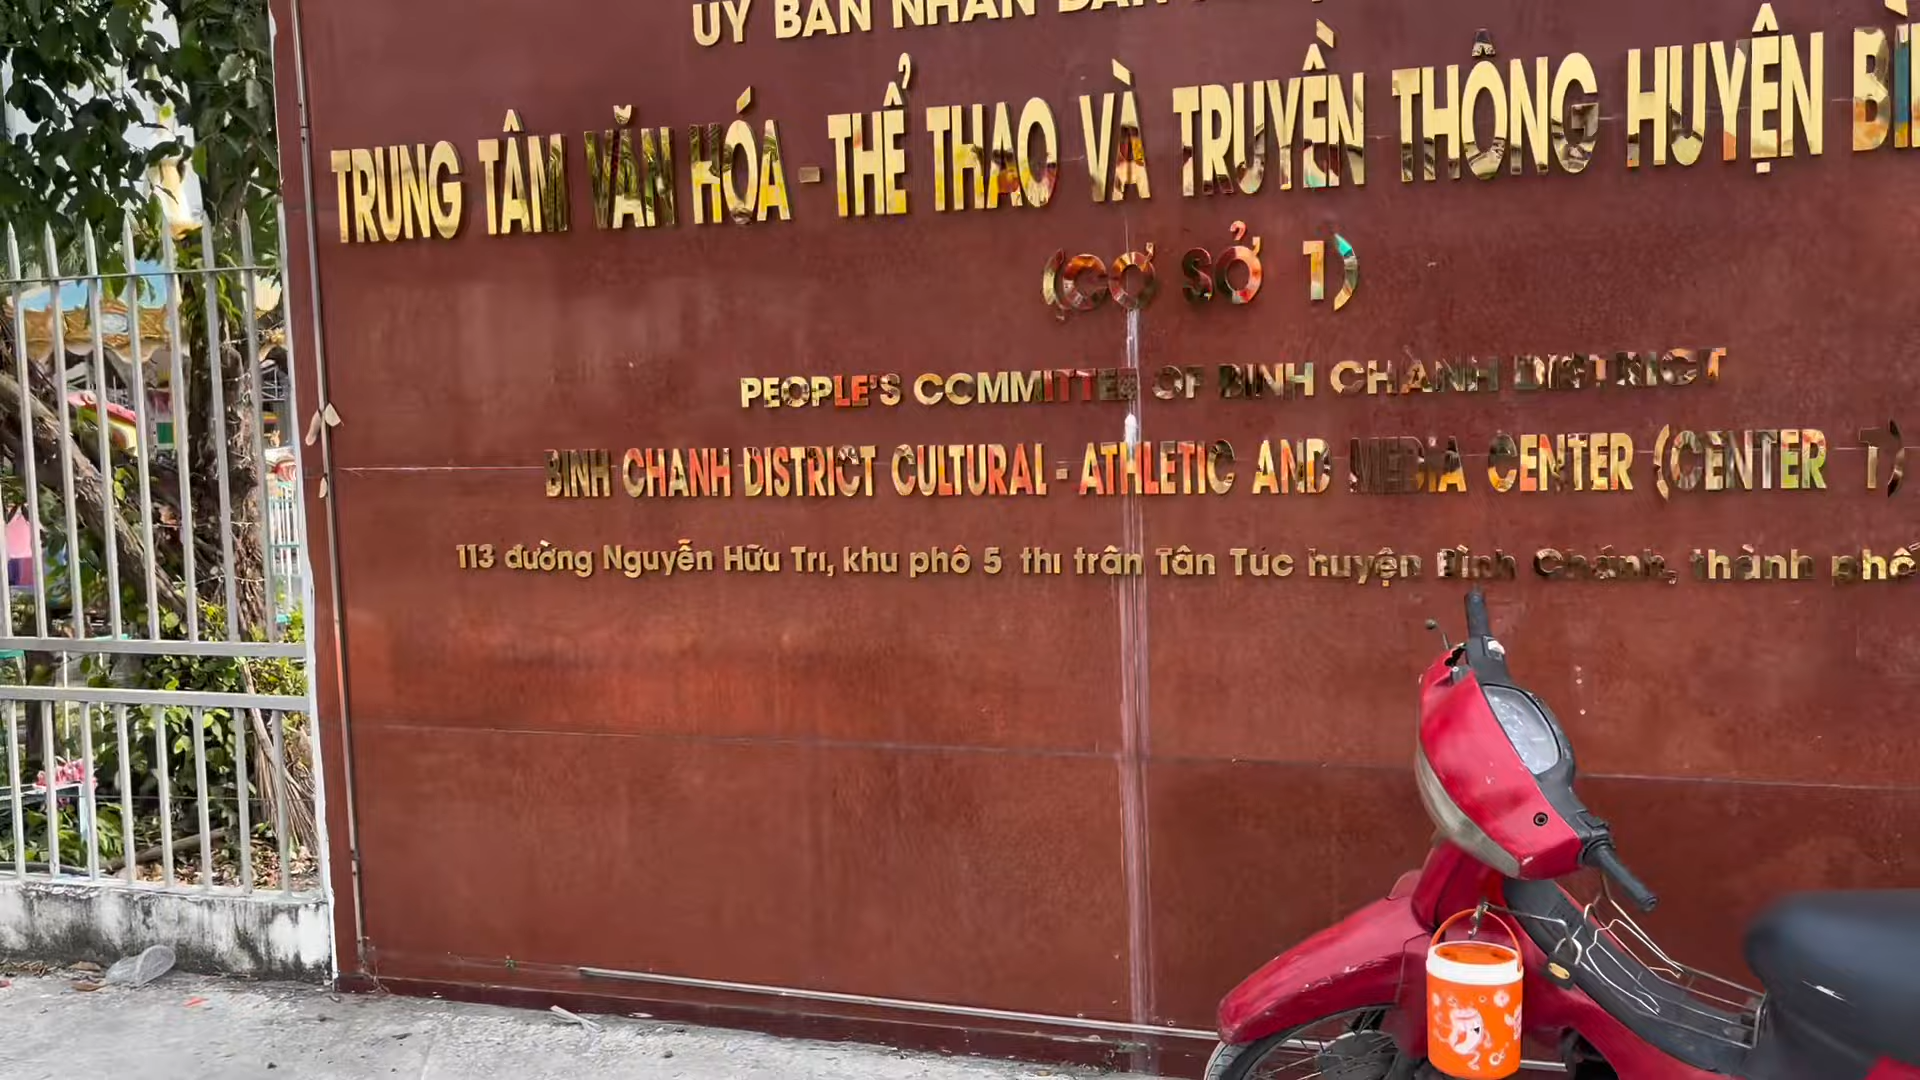 ỦY BAN NHÂN DÂN
TRUNG TÂM VĂN HÓA - THỂ THAO VÀ TRUYỀN THÔNG HUYỆN
(CƠ SỞ 1)
PEOPLE'S COMMITTEE OF BINH CHANH DISTRICT
BINH CHANH DISTRICT CULTURAL - ATHLETIC AND MEDIA CENTER (CENTER 1)
113 đường Nguyễn Hữu Trí, khu phố 5 thị trấn Tân Túc huyện Bình Chánh, thành phố